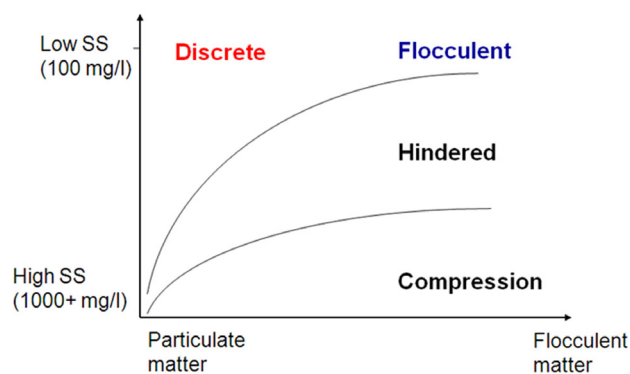 Low SS
(100 mg/l)
Discrete
Flocculent
Hindered
High SS
(1000+ mg/l)
Compression
Particulate
matter
Flocculent
matter